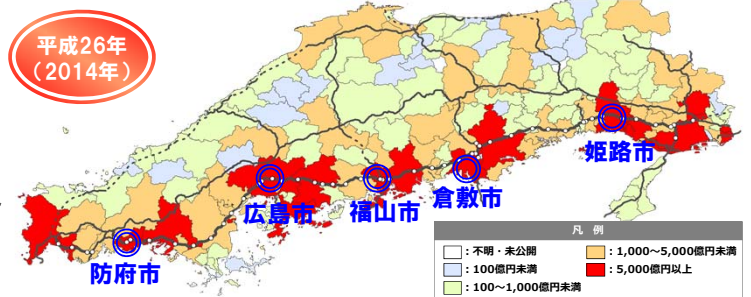 平成26年
（2014年）
姫路市
倉敷市
福山市
広島市
防府市
凡 例
：不明・未公開
：1,000～5,000億円未満
：100億円未満
：5,000億円以上
：100～1,000億円未満